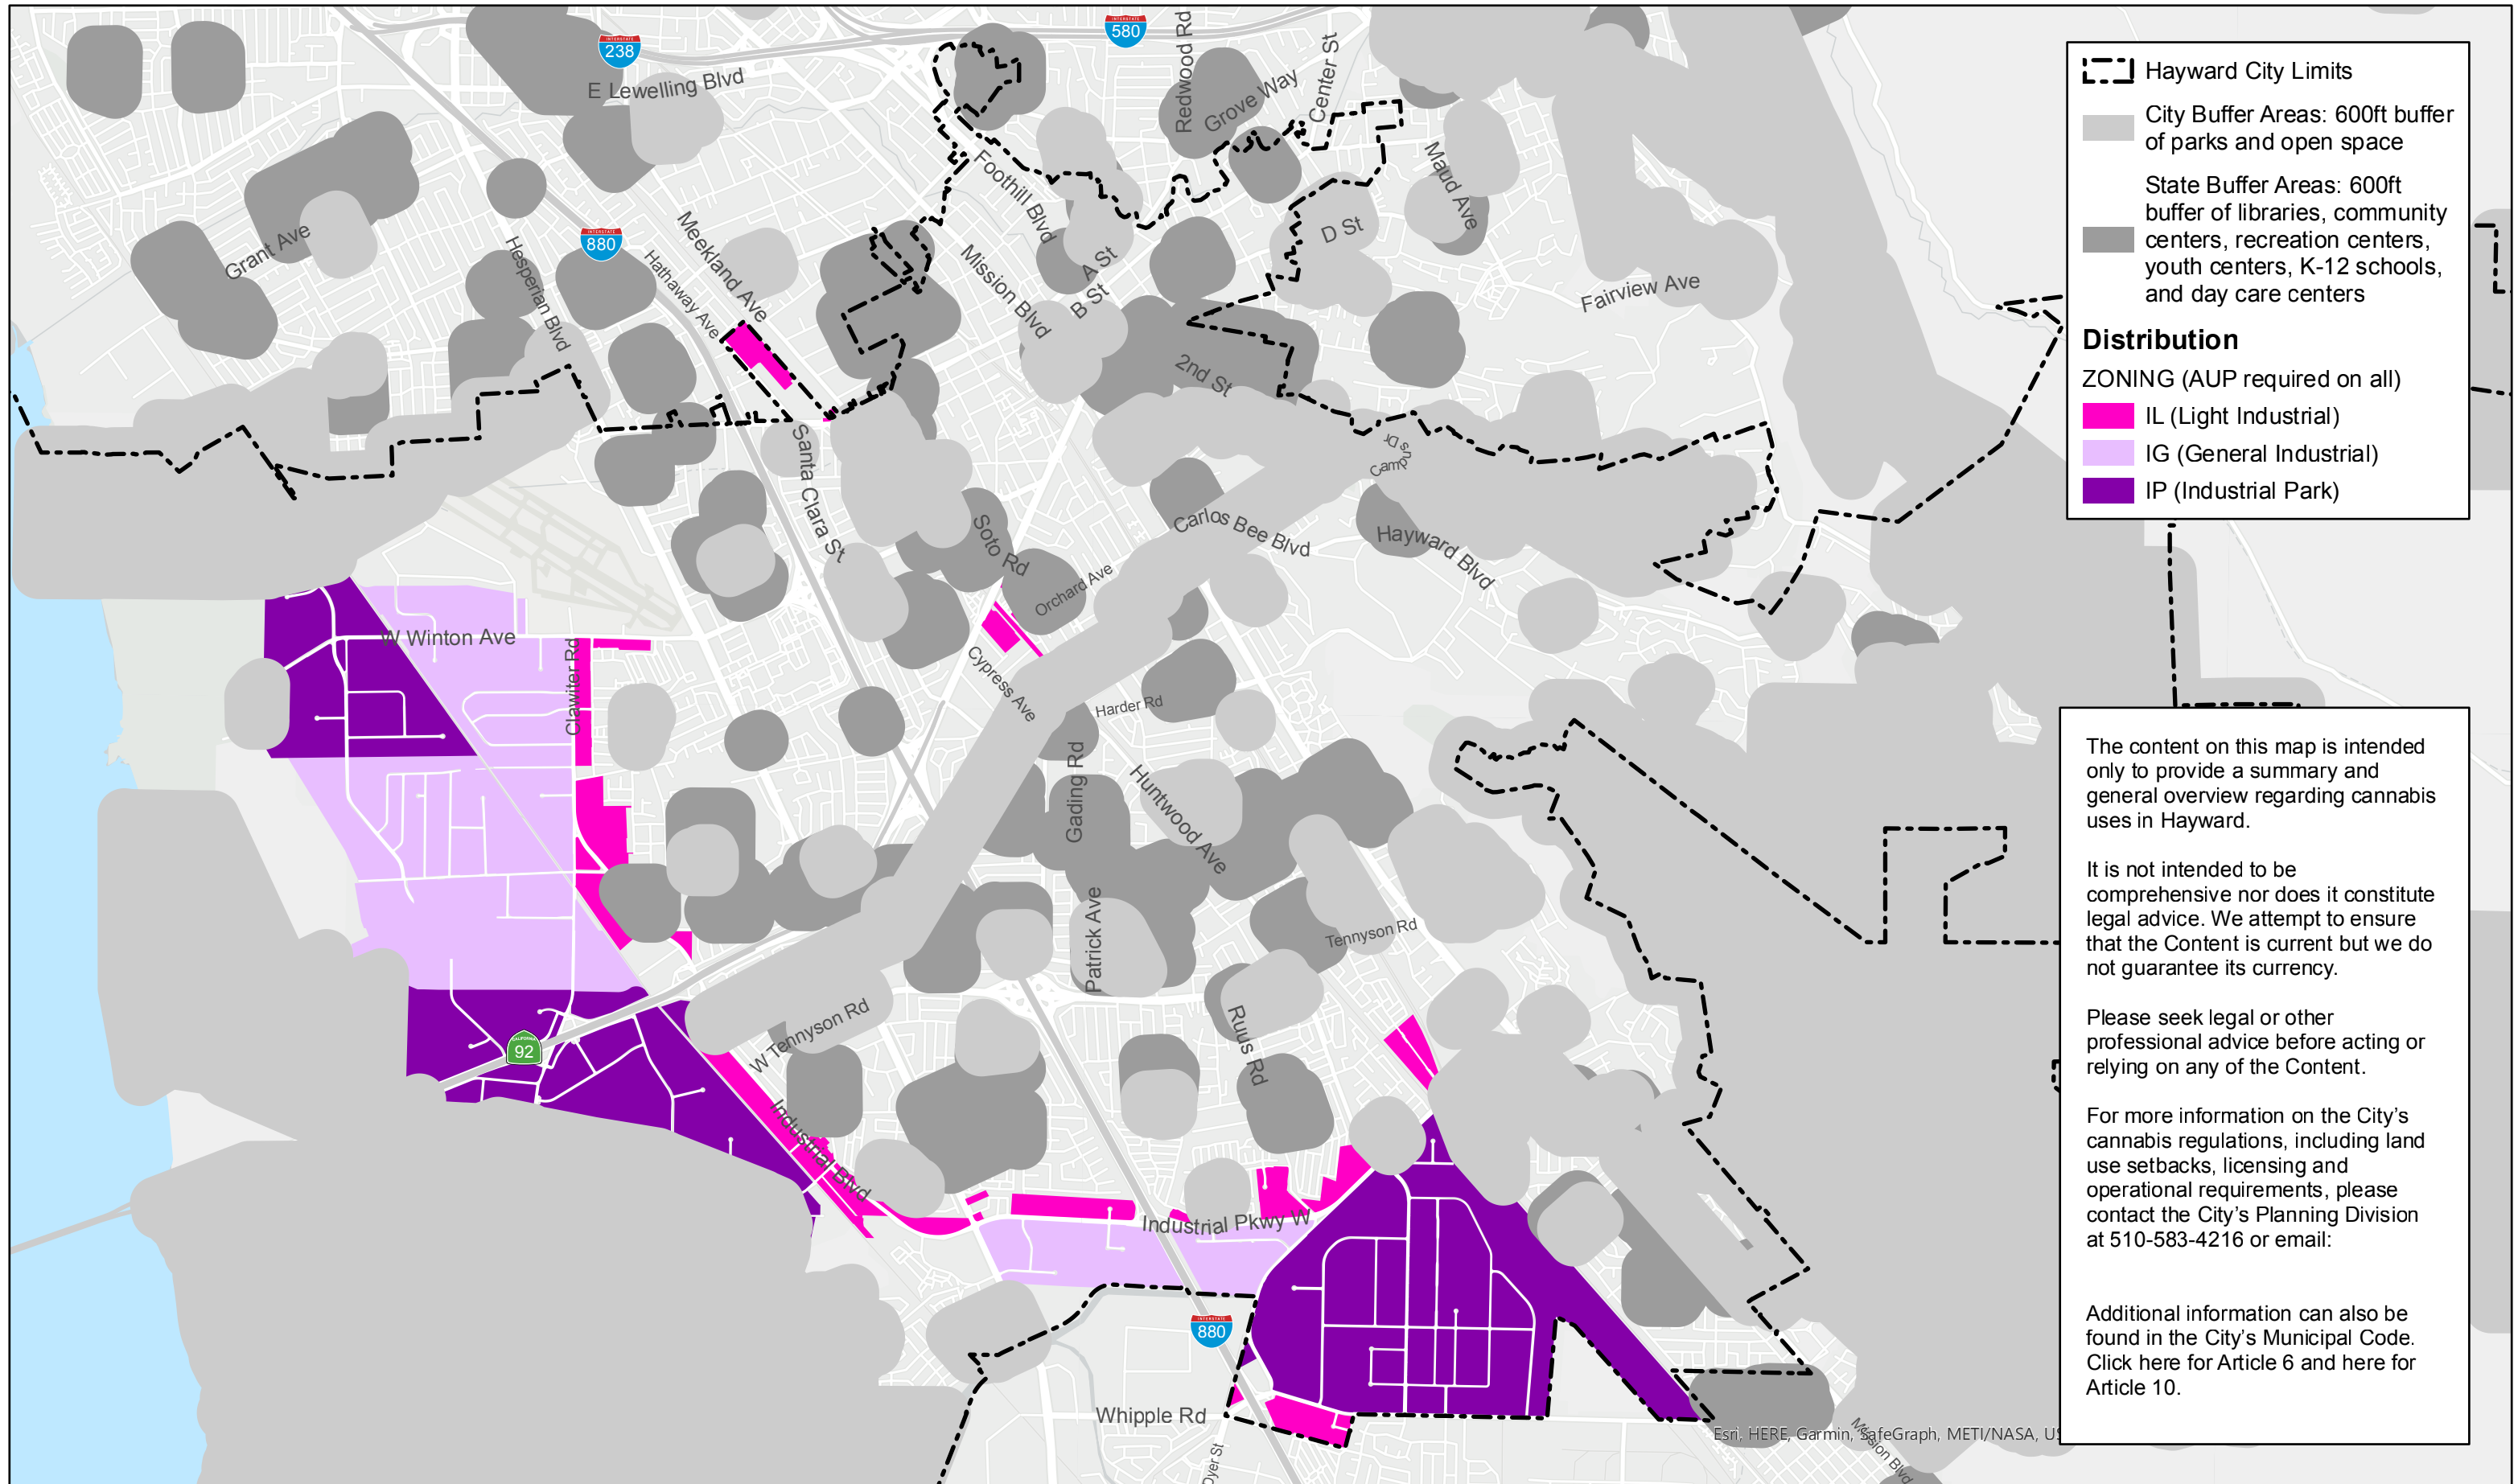 INTERSTATE
238
INTERSTATE
580
E Lewelling Blvd
Redwood Rd
Grove Way
Center St
Foothill Blvd
Maud Ave
Grant Ave
Hesperian Blvd
INTERSTATE
880
Meekland Ave
Hathaway Ave
Mission Blvd
A St
B St
D St
Fairview Ave
2nd St
Campus Dr
Santa Clara St
Soto Rd
Carlos Bee Blvd
Hayward Blvd
Orchard Ave
W Winton Ave
Clawiter Rd
Cypress Ave
Harder Rd
Gading Rd
Huntwood Ave
Patrick Ave
Tennyson Rd
CALIFORNIA
92
W Tennyson Rd
Ruus Rd
Industrial Blvd
Industrial Pkwy W
INTERSTATE
880
Whipple Rd
Dyer St
Mission Blvd
Esri, HERE, Garmin, SafeGraph, METI/NASA, US
Hayward City Limits
City Buffer Areas: 600ft buffer
of parks and open space
State Buffer Areas: 600ft
buffer of libraries, community
centers, recreation centers,
youth centers, K-12 schools,
and day care centers
Distribution
ZONING (AUP required on all)
IL (Light Industrial)
IG (General Industrial)
IP (Industrial Park)
The content on this map is intended
only to provide a summary and
general overview regarding cannabis
uses in Hayward.
It is not intended to be
comprehensive nor does it constitute
legal advice. We attempt to ensure
that the Content is current but we do
not guarantee its currency.
Please seek legal or other
professional advice before acting or
relying on any of the Content.
For more information on the City’s
cannabis regulations, including land
use setbacks, licensing and
operational requirements, please
contact the City’s Planning Division
at 510-583-4216 or email:
Additional information can also be
found in the City’s Municipal Code.
Click here for Article 6 and here for
Article 10.